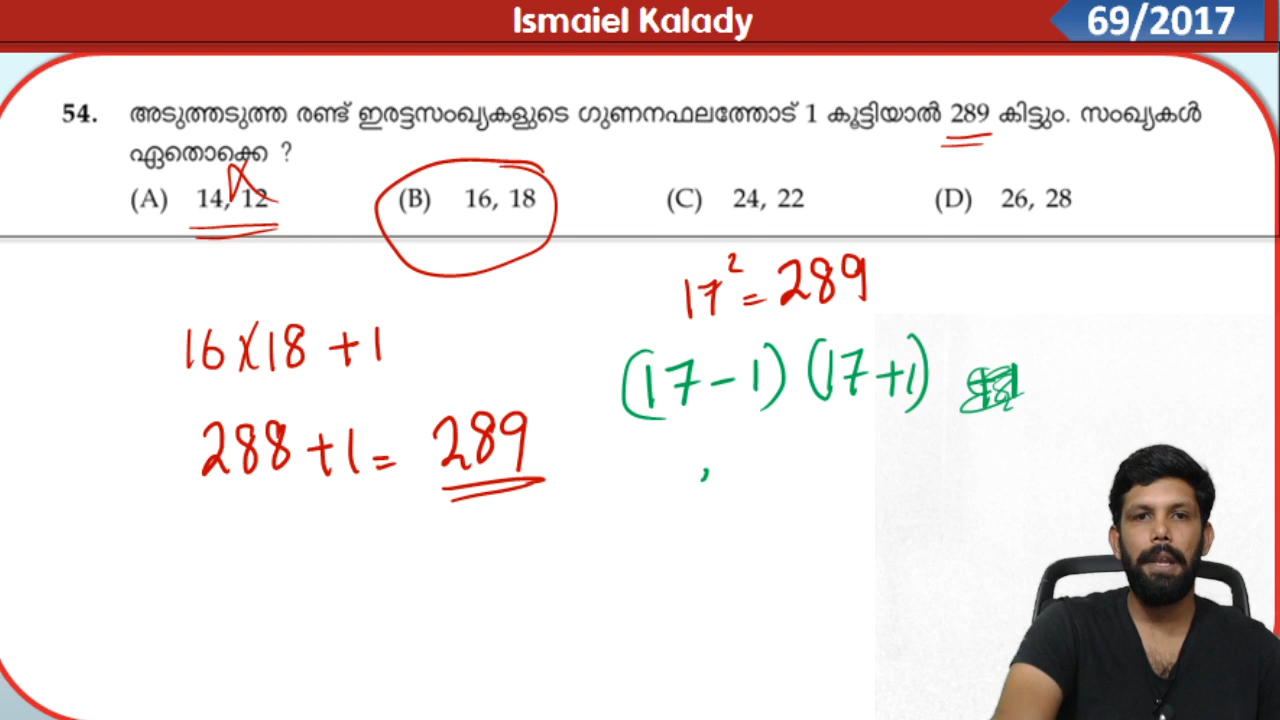 Ismaiel Kalady
69/2017
54. അടുത്തടുത്ത രണ്ട് ഇരട്ടസംഖ്യകളുടെ ഗുണനഫലത്തോട് 1 കൂട്ടിയാൽ 289 കിട്ടും. സംഖ്യകൾ
ഏതൊക്കെ ?
(A) 14, 12 (B) 16, 18 (C) 24, 22 (D) 26, 28
17² = 289
16×18 + 1
(17-1) (17+1)
288+1 = 289
,